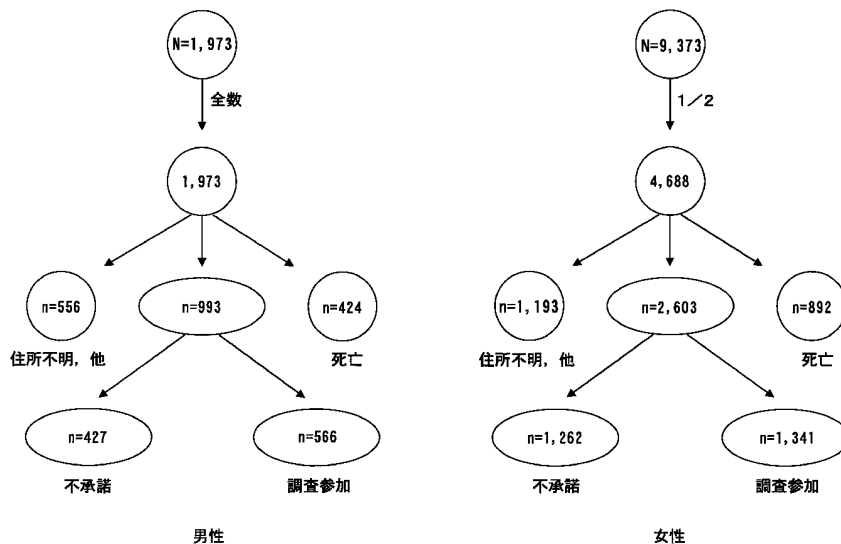 N=1,973
全数
1,973
n=556
n=993
n=424
住所不明，他
死亡
n=427
n=566
不承諾
調査参加
男性
N=9,373
1／2
4,688
n=1,193
n=2,603
n=892
住所不明，他
死亡
n=1,262
n=1,341
不承諾
調査参加
女性